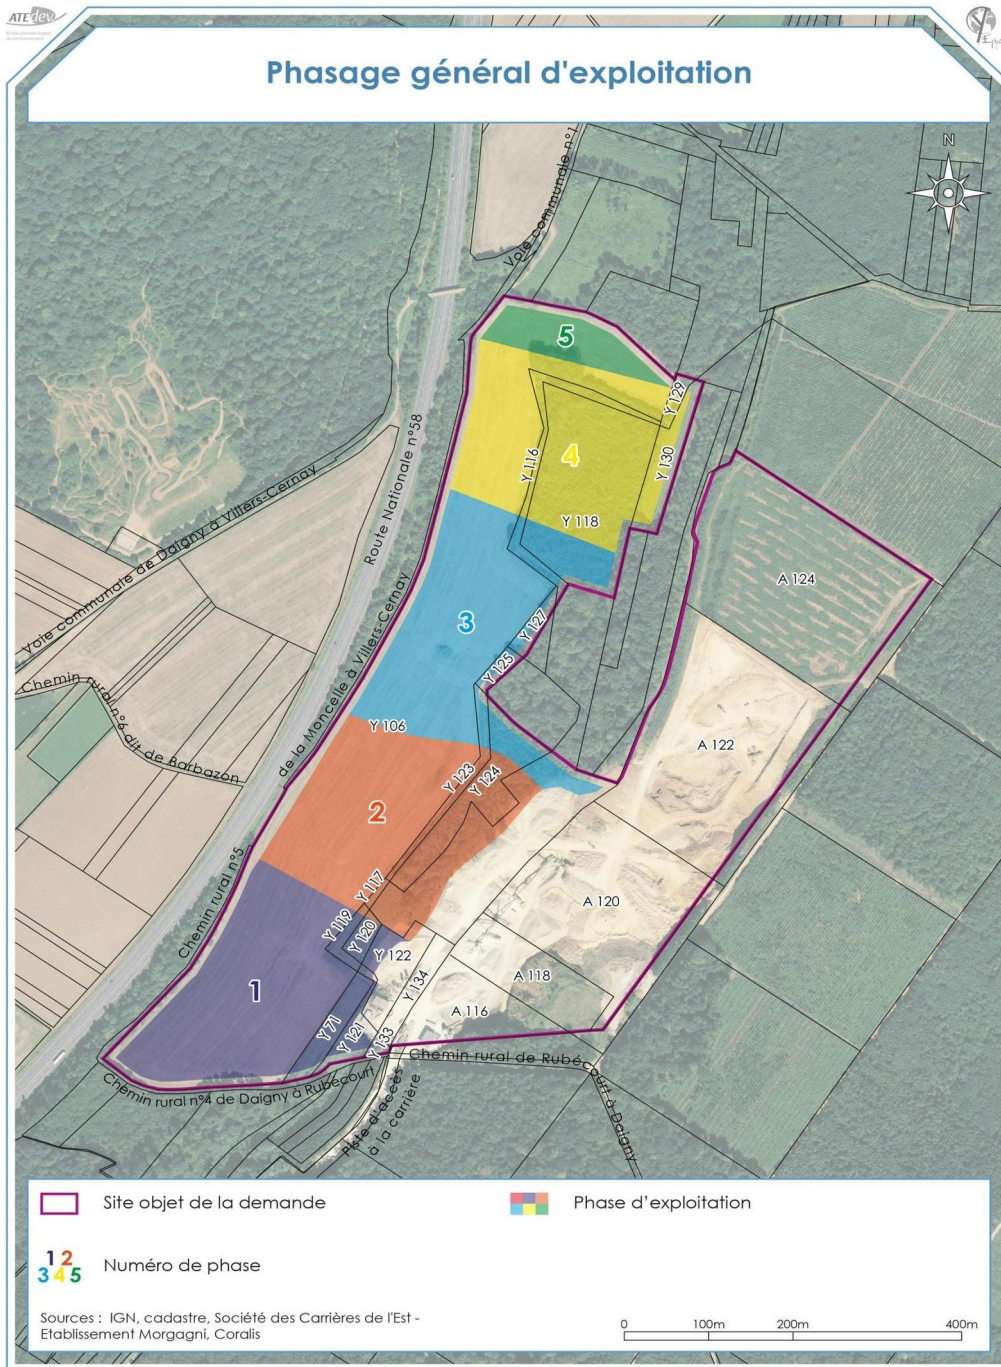 ATEdev
Phasage général d'exploitation
N
Voie communale n°1
5
Y 129
4
Y 116
Y 130
Y 118
Route Nationale n°58
Voie communale de Daigny à Villers-Cernay
A 124
3
Y 127
Y 125
Chemin rural n°6 dit de Barbazon
de la Moncelle à Villers-Cernay
Y 106
A 122
Y 123
Y 124
2
Chemin rural n°5
Y 117
A 120
Y 119
Y 120
Y 122
A 118
Y 134
1
A 116
Y 71
Y 121
Y 133
Chemin rural de Rubécourt à Daigny
Chemin rural n°4 de Daigny à Rubécourt
Piste d'accès
à la carrière
Site objet de la demande
Phase d'exploitation
1 2
3 4 5
Numéro de phase
Sources : IGN, cadastre, Société des Carrières de l'Est -
Etablissement Morgagni, Coralis
0 100m 200m 400m